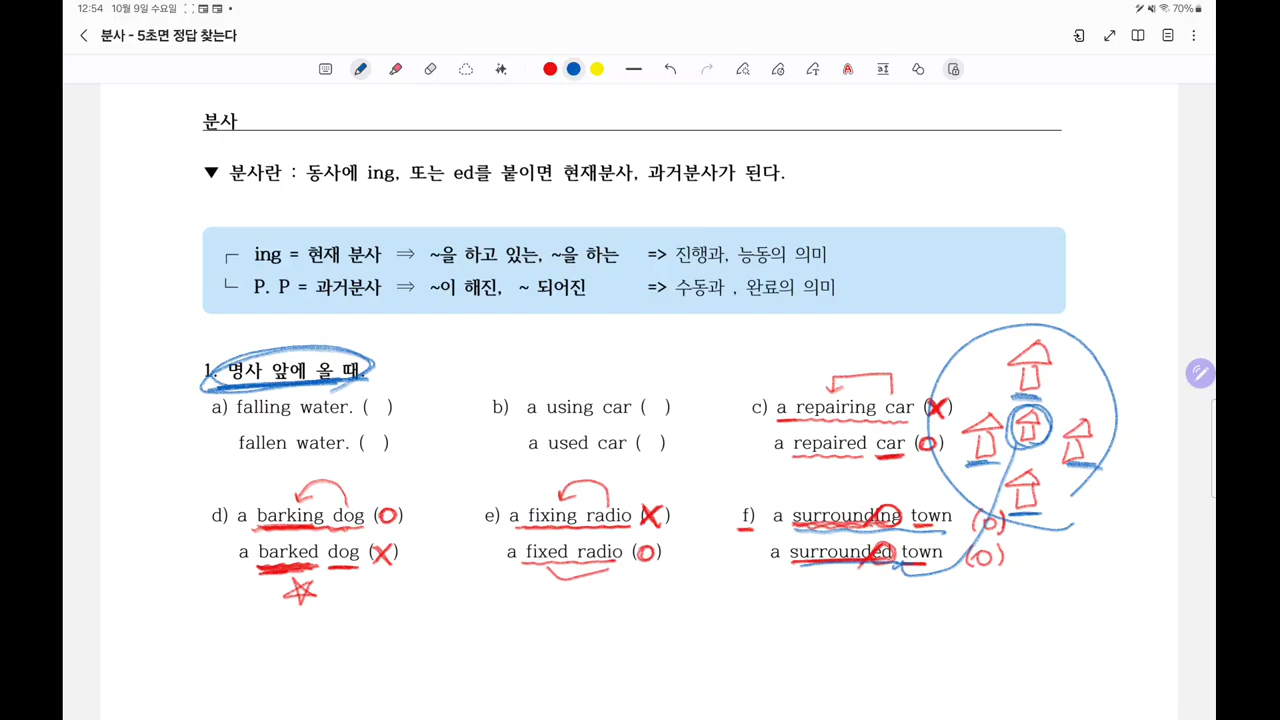 12:54 10월 9일 수요일
70%
분사 - 5초면 정답 찾는다
분사
▼ 분사란 : 동사에 ing, 또는 ed를 붙이면 현재분사, 과거분사가 된다.
┌ ing = 현재 분사 ⇒ ~을 하고 있는, ~을 하는 => 진행과, 능동의 의미
└ P. P = 과거분사 ⇒ ~이 해진, ~ 되어진 => 수동과 , 완료의 의미
1. 명사 앞에 올 때.
a) falling water. ( ) b) a using car ( ) c) a repairing car (X)
fallen water. ( ) a used car ( ) a repaired car (O)
d) a barking dog (O) e) a fixing radio (X) f) a surrounding town (O)
a barked dog (X) a fixed radio (O) a surrounded town (O)